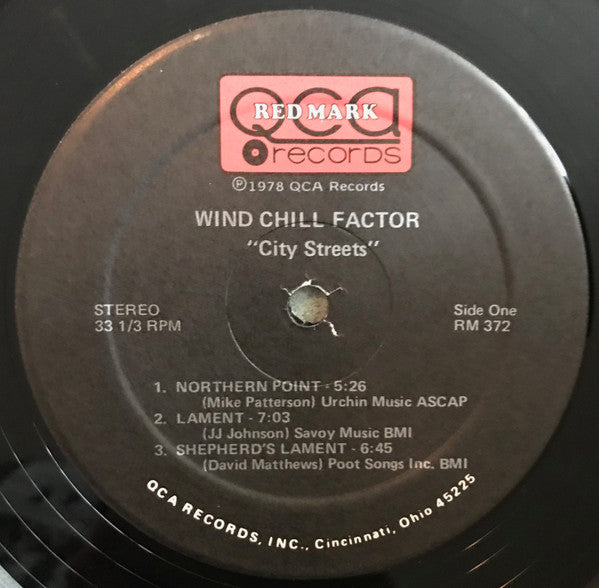 QCA
RED MARK
records
℗1978 QCA Records
WIND CHILL FACTOR
"City Streets"
STEREO
33 1/3 RPM
Side One
RM 372
1. NORTHERN POINT - 5:26
(Mike Patterson) Urchin Music ASCAP
2. LAMENT - 7:03
(JJ Johnson) Savoy Music BMI
3. SHEPHERD'S LAMENT - 6:45
(David Matthews) Poot Songs Inc. BMI
QCA RECORDS, INC., Cincinnati, Ohio 45225